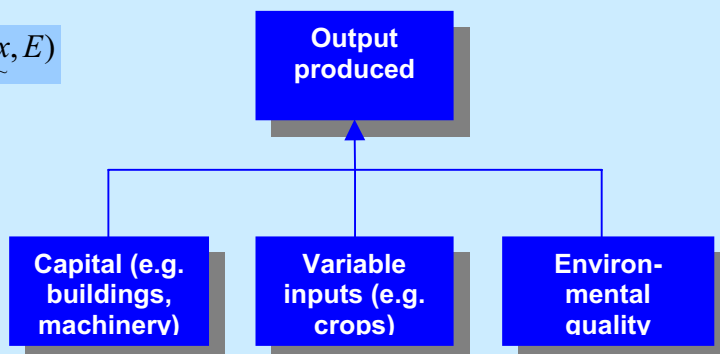 x, E)
~
Output
produced
Capital (e.g.
buildings,
machinery)
Variable
inputs (e.g.
crops)
Environ-
mental
quality